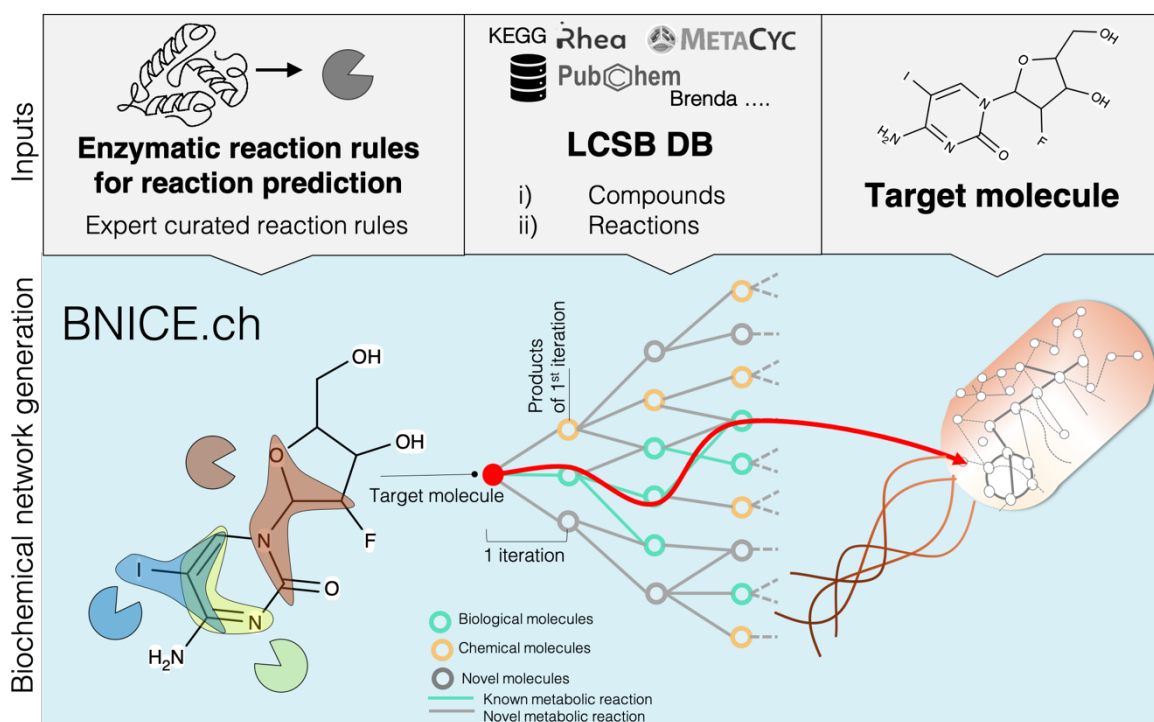 Inputs
Enzymatic reaction rules
for reaction prediction
Expert curated reaction rules
KEGG Rhea METACYC
PubChem
Brenda ....
LCSB DB
i) Compounds
ii) Reactions
OH
O
I
N
OH
H₂N
N
O
F
Target molecule
Biochemical network generation
BNICE.ch
OH
O
OH
F
N
I
O
N
H₂N
Target molecule
Products
of 1st iteration
1 iteration
Biological molecules
Chemical molecules
Novel molecules
Known metabolic reaction
Novel metabolic reaction